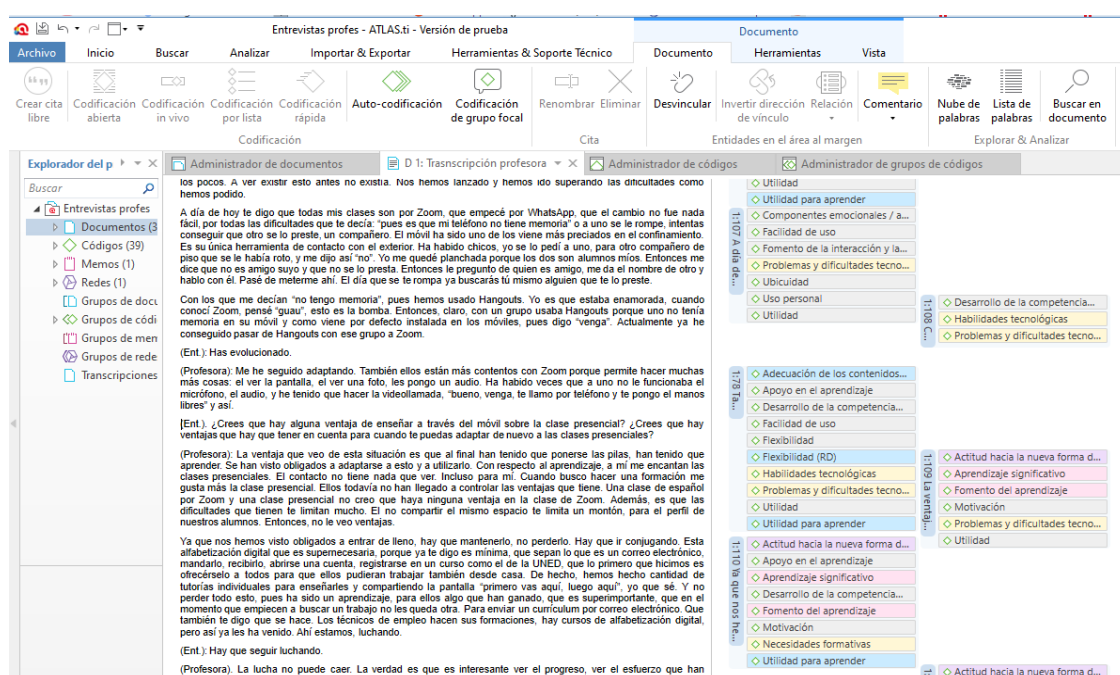 Entrevistas profes - ATLAS.ti - Versión de prueba
Documento
Archivo Inicio Buscar Analizar Importar & Exportar Herramientas & Soporte Técnico Documento Herramientas Vista
Crear cita libre
Codificación abierta
Codificación in vivo
Codificación por lista
Codificación rápida
Auto-codificación
Codificación de grupo focal
Renombrar
Eliminar
Desvincular
Invertir dirección de vínculo
Relación
Comentario
Nube de palabras
Lista de palabras
Buscar en documento
Codificación
Cita
Entidades en el área al margen
Explorar & Analizar
Explorador del p
Administrador de documentos
D 1: Trasnscripción profesora
Administrador de códigos
Administrador de grupos de códigos
Buscar
Entrevistas profes
Documentos (3
Códigos (39)
Memos (1)
Redes (1)
Grupos de docu
Grupos de códi
Grupos de men
Grupos de rede
Transcripciones
los pocos. A ver existir esto antes no existía. Nos hemos lanzado y hemos ido superando las dificultades como
hemos podido.
A día de hoy te digo que todas mis clases son por Zoom, que empecé por WhatsApp, que el cambio no fue nada
fácil, por todas las dificultades que te decía: “pues es que mi teléfono no tiene memoria” o a uno se le rompe, intentas
conseguir que otro se le preste, un compañero. El móvil ha sido uno de los viene más preciados en el confinamiento.
Es su única herramienta de contacto con el exterior. Ha habido chicos, yo se lo pedí a uno, para otro compañero de
piso que se le había roto, y me dijo así “no”. Yo me quedé planchada porque los dos son alumnos míos. Entonces me
dice que no es amigo suyo y que no se lo presta. Entonces le pregunto de quien es amigo, me da el nombre de otro y
hablo con él. Pasé de meterme ahí. El día que se te rompa ya buscarás tú mismo alguien que te lo preste.
Con los que me decían “no tengo memoria”, pues hemos usado Hangouts. Yo es que estaba enamorada, cuando
conocí Zoom, pensé “guau”, esto es la bomba. Entonces, claro, con un grupo usaba Hangouts porque uno no tenía
memoria en su móvil y como viene por defecto instalada en los móviles, pues digo “venga”. Actualmente ya he
conseguido pasar de Hangouts con ese grupo a Zoom.
(Ent.): Has evolucionado.
(Profesora): Me he seguido adaptando. También ellos están más contentos con Zoom porque permite hacer muchas
más cosas: el ver la pantalla, el ver una foto, les pongo un audio. Ha habido veces que a uno no le funcionaba el
micrófono, el audio, y he tenido que hacer la videollamada, “bueno, venga, te llamo por teléfono y te pongo el manos
libres” y así.
[Ent.). ¿Crees que hay alguna ventaja de enseñar a través del móvil sobre la clase presencial? ¿Crees que hay
ventajas que hay que tener en cuenta para cuando te puedas adaptar de nuevo a las clases presenciales?
(Profesora): La ventaja que veo de esta situación es que al final han tenido que ponerse las pilas, han tenido que
aprender. Se han visto obligados a adaptarse a esto y a utilizarlo. Con respecto al aprendizaje, a mí me encantan las
clases presenciales. El contacto no tiene nada que ver. Incluso para mí. Cuando busco hacer una formación me
gusta más la clase presencial. Ellos todavía no han llegado a controlar las ventajas que tiene. Una clase de español
por Zoom y una clase presencial no creo que haya ninguna ventaja en la clase de Zoom. Además, es que las
dificultades que tienen te limitan mucho. El no compartir el mismo espacio te limita un montón, para el perfil de
nuestros alumnos. Entonces, no le veo ventajas.
Ya que nos hemos visto obligados a entrar de lleno, hay que mantenerlo, no perderlo. Hay que ir conjugando. Esta
alfabetización digital que es supernecesaria, porque ya te digo es mínima, que sepan lo que es un correo electrónico,
mandarlo, recibirlo, abrirse una cuenta, registrarse en un curso como el de la UNED, que lo primero que hicimos es
ofrecérselo a todos para que ellos pudieran trabajar también desde casa. De hecho, hemos hecho cantidad de
tutorías individuales para enseñarles y compartiendo la pantalla “primero vas aquí, luego aquí”, yo que sé. Y no
perder todo esto, pues ha sido un aprendizaje, para ellos algo que han ganado, que es superimportante, que en el
momento que empiecen a buscar un trabajo no les queda otra. Para enviar un currículum por correo electrónico. Que
también te digo que se hace. Los técnicos de empleo hacen sus formaciones, hay cursos de alfabetización digital,
pero así ya les ha venido. Ahí estamos, luchando.
(Ent.): Hay que seguir luchando.
(Profesora). La lucha no puede caer. La verdad es que es interesante ver el progreso, ver el esfuerzo que han
Utilidad
Utilidad para aprender
1:107 A día de...
Componentes emocionales / a...
Facilidad de uso
Fomento de la interacción y la...
Problemas y dificultades tecno...
Ubicuidad
Uso personal
Utilidad
1:108 C...
Desarrollo de la competencia...
Habilidades tecnológicas
Problemas y dificultades tecno...
1:78 Ta...
Adecuación de los contenidos...
Apoyo en el aprendizaje
Desarrollo de la competencia...
Facilidad de uso
Flexibilidad
Flexibilidad (RD)
Habilidades tecnológicas
Problemas y dificultades tecno...
Utilidad
Utilidad para aprender
1:109 La ventaj...
Actitud hacia la nueva forma d...
Aprendizaje significativo
Fomento del aprendizaje
Motivación
Problemas y dificultades tecno...
Utilidad
1:110 Ya que nos he...
Actitud hacia la nueva forma d...
Apoyo en el aprendizaje
Aprendizaje significativo
Desarrollo de la competencia...
Fomento del aprendizaje
Motivación
Necesidades formativas
Utilidad para aprender
Actitud hacia la nueva forma d...